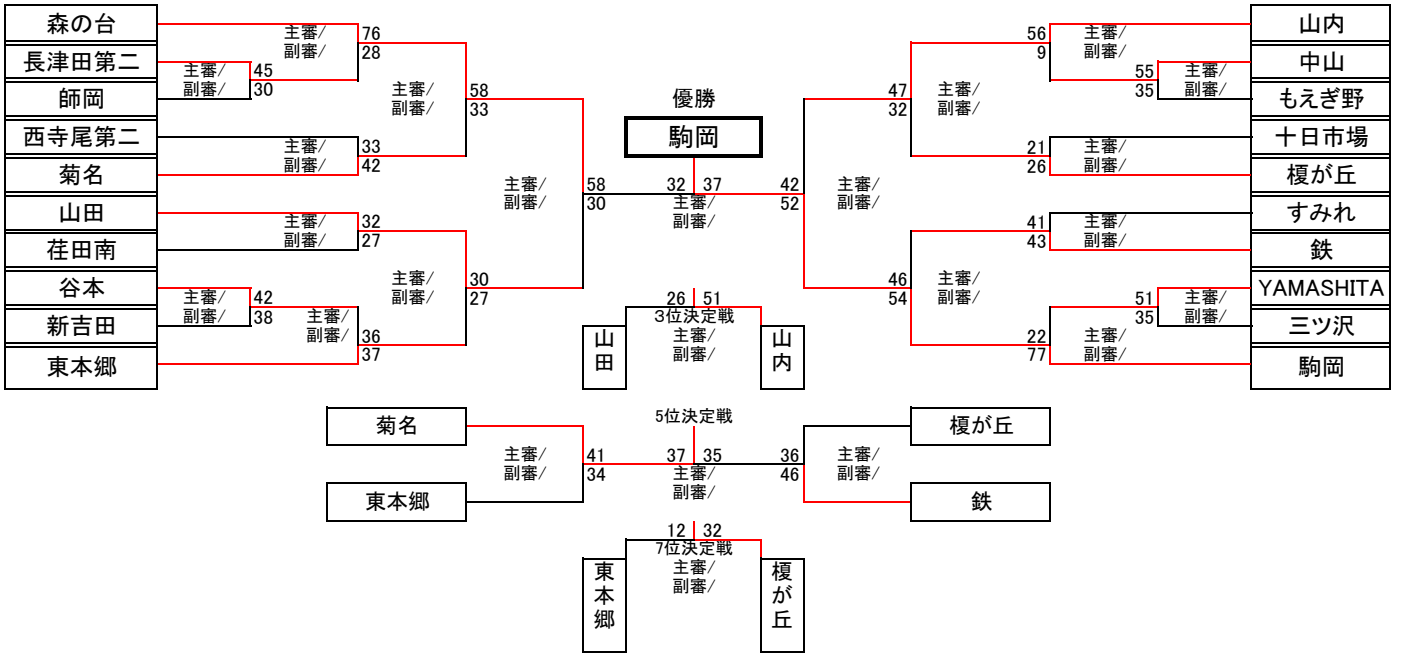 森の台
長津田第二
師岡
西寺尾第二
菊名
山田
荏田南
谷本
新吉田
東本郷
主審/
副審/
76
28
主審/
副審/
45
30
主審/
副審/
58
33
主審/
副審/
33
42
主審/
副審/
58
30
主審/
副審/
32
27
主審/
副審/
30
27
主審/
副審/
42
38
主審/
副審/
36
37
優勝
駒岡
32 37
主審/
副審/
26 51
3位決定戦
主審/
副審/
山田
山内
山内
中山
もえぎ野
十日市場
榎が丘
すみれ
鉄
YAMASHITA
三ツ沢
駒岡
56
9
主審/
副審/
55
35
主審/
副審/
47
32
主審/
副審/
21
26
主審/
副審/
42
52
主審/
副審/
41
43
主審/
副審/
46
54
主審/
副審/
51
35
主審/
副審/
22
77
主審/
副審/
菊名
東本郷
主審/
副審/
41
34
5位決定戦
37 35
主審/
副審/
36
46
主審/
副審/
榎が丘
鉄
12 32
7位決定戦
主審/
副審/
東本郷
榎が丘